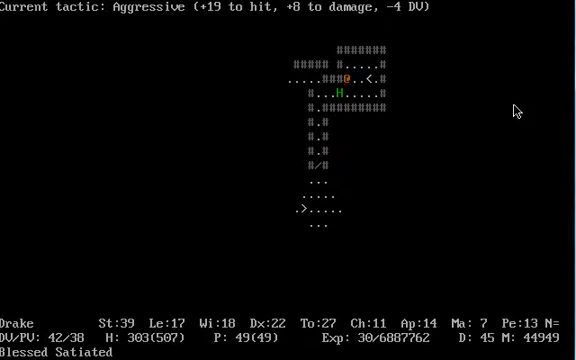 Current tactic: Aggressive (+19 to hit, +8 to damage, -4 DV)
#######
##### #.....#
.....###@..<.#
#...H.....#
#.#########
#.#
#.#
#.#
#/#
...
.....
.>.....
...
Drake St:39 Le:17 Wi:18 Dx:22 To:27 Ch:11 Ap:14 Ma: 7 Pe:13 N=
DV/PV: 42/38 H: 303(507) P: 49(49) Exp: 30/6887762 D: 45 M: 44949
Blessed Satiated